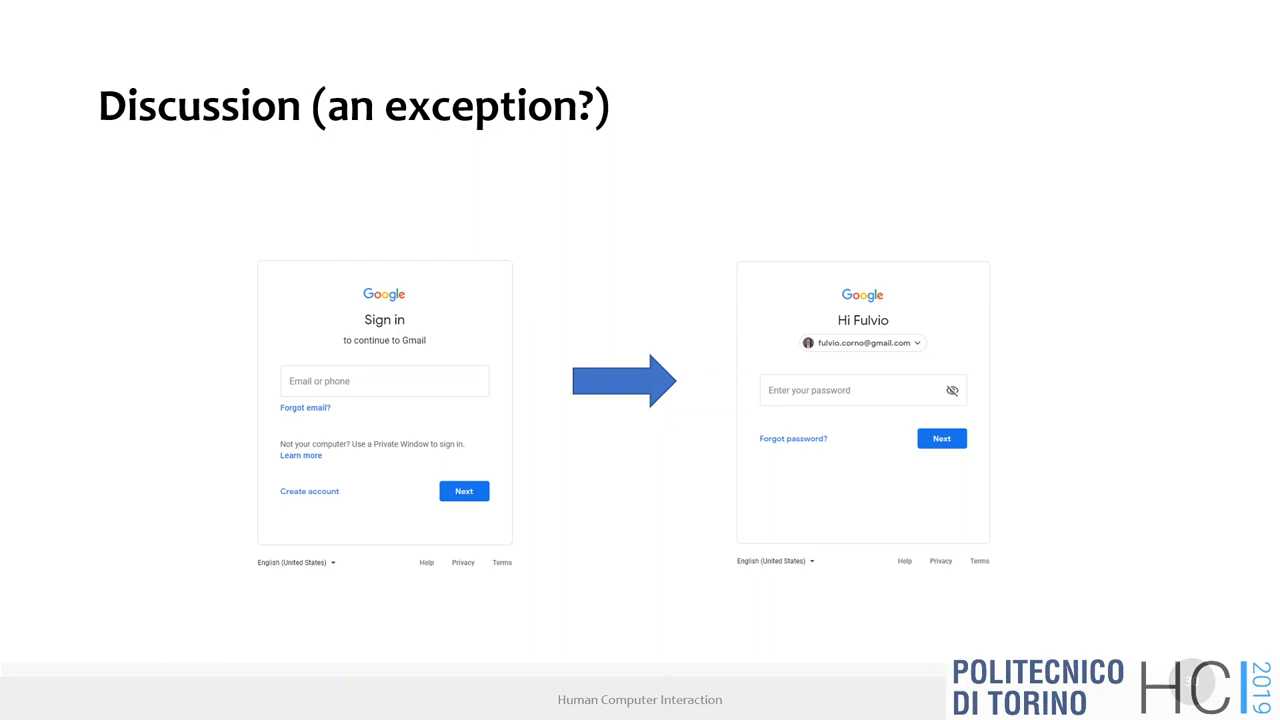 Discussion (an exception?)
Google
Sign in
to continue to Gmail
Email or phone
Forgot email?
Not your computer? Use a Private Window to sign in.
Learn more
Create account
Next
English (United States)
Help
Privacy
Terms
Google
Hi Fulvio
fulvio.corno@gmail.com
Enter your password
Forgot password?
Next
English (United States)
Help
Privacy
Terms
Human Computer Interaction
POLITECNICO
DI TORINO
HCI
2019